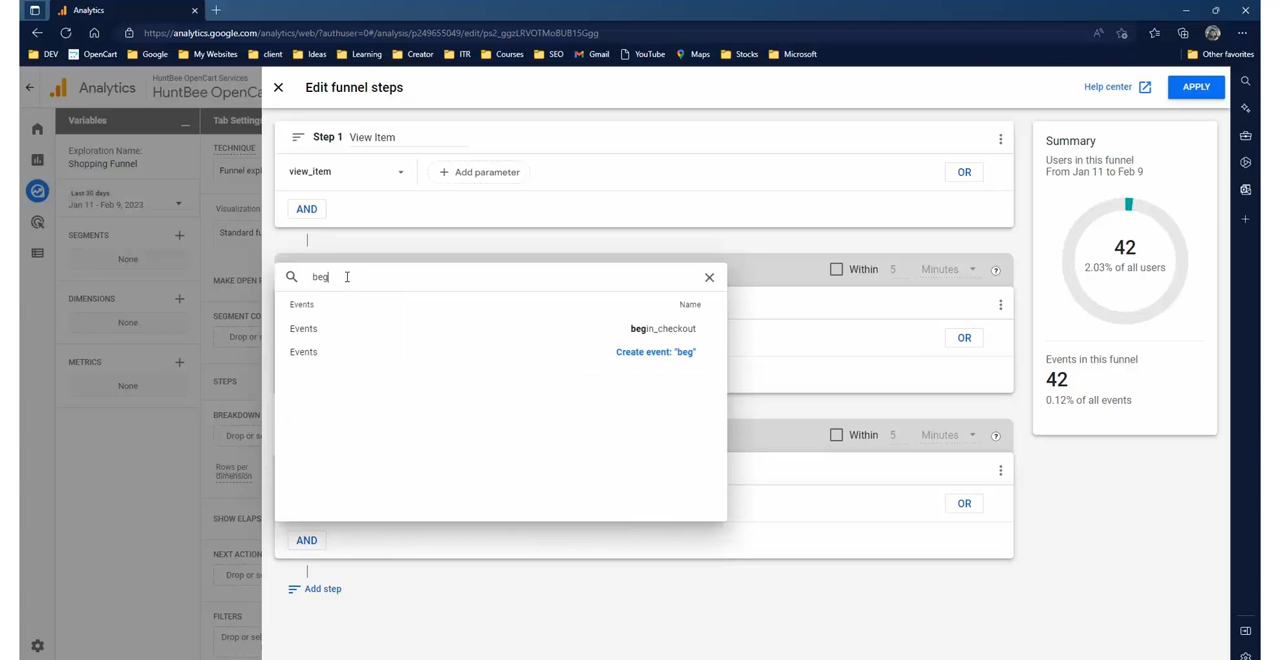 Analytics
https://analytics.google.com/analytics/web/?authuser=0#/analysis/p249655049/edit/ps2_ggzLRVOTMoBUB15Ggg
DEV OpenCart Google My Websites client Ideas Learning Creator ITR Courses SEO Gmail YouTube Maps Stocks Microsoft Other favorites
Analytics
HuntBee OpenCart Services
HuntBee OpenCa
Edit funnel steps
Help center
APPLY
Variables
Tab Settings
Exploration Name:
Shopping Funnel
Last 30 days
Jan 11 - Feb 9, 2023
SEGMENTS
None
DIMENSIONS
None
METRICS
None
TECHNIQUE
Funnel exp
Visualization
Standard fu
MAKE OPEN F
SEGMENT CO
Drop or se
STEPS
BREAKDOWN
Drop or se
Rows per
dimension
SHOW ELAPS
NEXT ACTION
Drop or se
FILTERS
Drop or sel
Step 1 View Item
view_item
Add parameter
OR
AND
Within 5 Minutes
OR
beg
Events Name
Events begin_checkout
Events Create event: "beg"
Within 5 Minutes
OR
AND
Add step
Summary
Users in this funnel
From Jan 11 to Feb 9
42
2.03% of all users
Events in this funnel
42
0.12% of all events